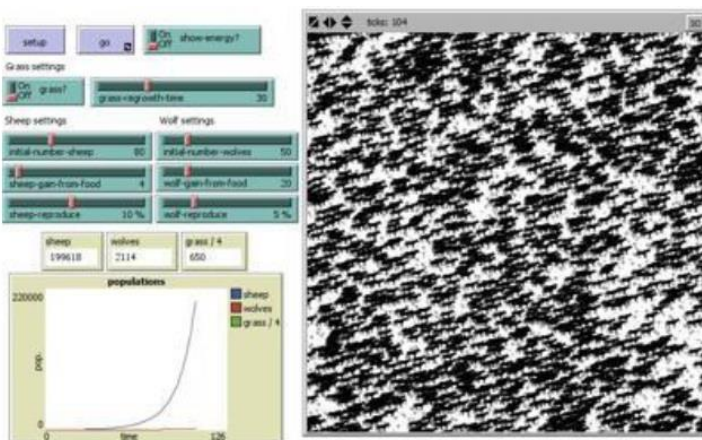 ticks: 104
30
setup
go
On
Off
show-energy?
Grass settings
On
Off
grass?
grass-regrowth-time 30
Sheep settings
Wolf settings
initial-number-sheep 80
initial-number-wolves 50
sheep-gain-from-food 4
wolf-gain-from-food 20
sheep-reproduce 10 %
wolf-reproduce 5 %
sheep
199618
wolves
2114
grass / 4
650
populations
220000
pop.
0
0
time
126
sheep
wolves
grass / 4